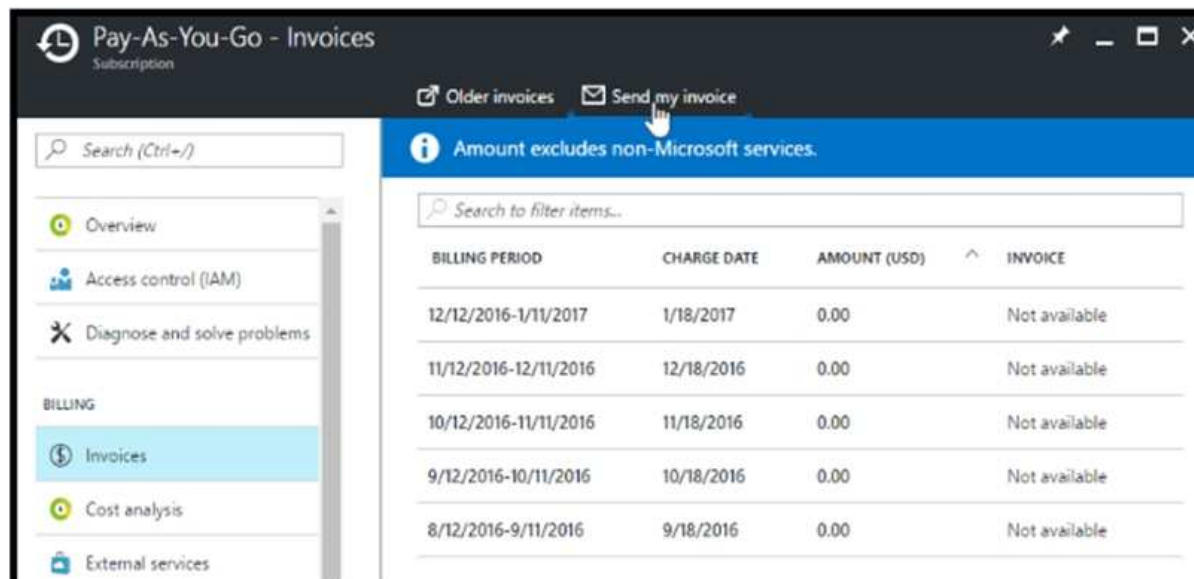 Pay-As-You-Go - Invoices
Subscription
Older invoices Send my invoice
Search (Ctrl+/)
Amount excludes non-Microsoft services.
Overview
Access control (IAM)
Diagnose and solve problems
BILLING
Invoices
Cost analysis
External services
Search to filter items...
BILLING PERIOD CHARGE DATE AMOUNT (USD) INVOICE
12/12/2016-1/11/2017 1/18/2017 0.00 Not available
11/12/2016-12/11/2016 12/18/2016 0.00 Not available
10/12/2016-11/11/2016 11/18/2016 0.00 Not available
9/12/2016-10/11/2016 10/18/2016 0.00 Not available
8/12/2016-9/11/2016 9/18/2016 0.00 Not available